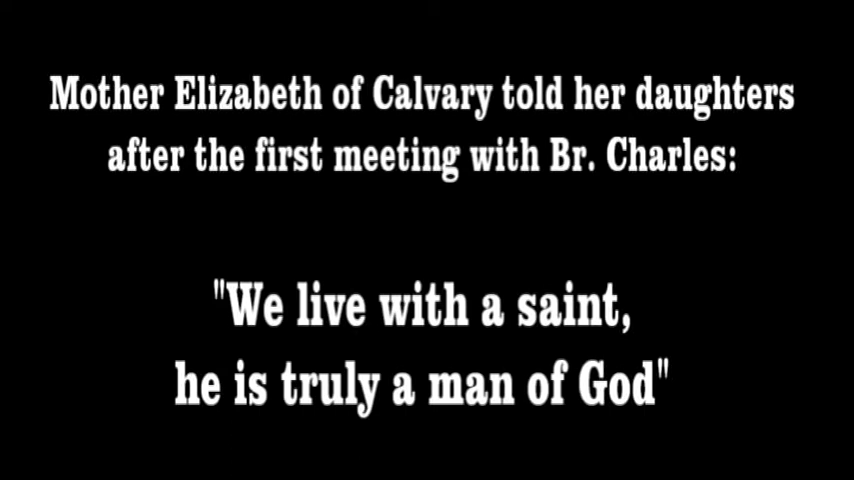 Mother Elizabeth of Calvary told her daughters
after the first meeting with Br. Charles:
"We live with a saint,
he is truly a man of God"